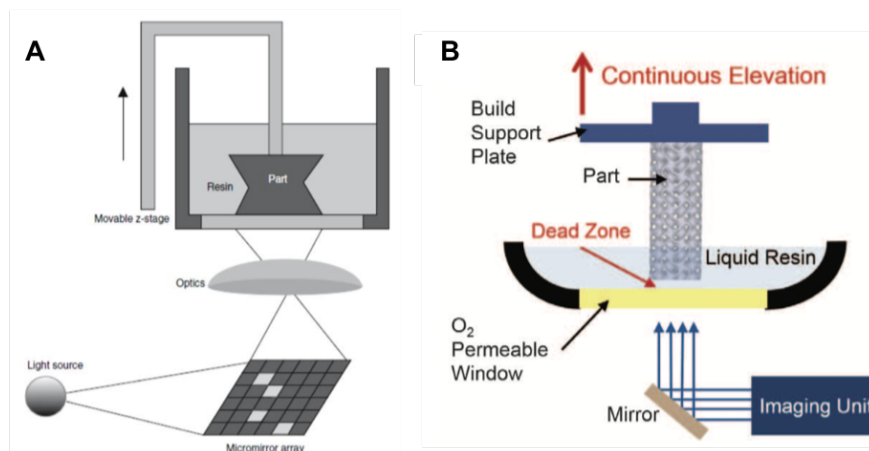 A
Part
Resin
Movable z-stage
Optics
Light source
Micromirror array
B
Continuous Elevation
Build
Support
Plate
Part
Dead Zone
Liquid Resin
O₂
Permeable
Window
Mirror
Imaging Unit